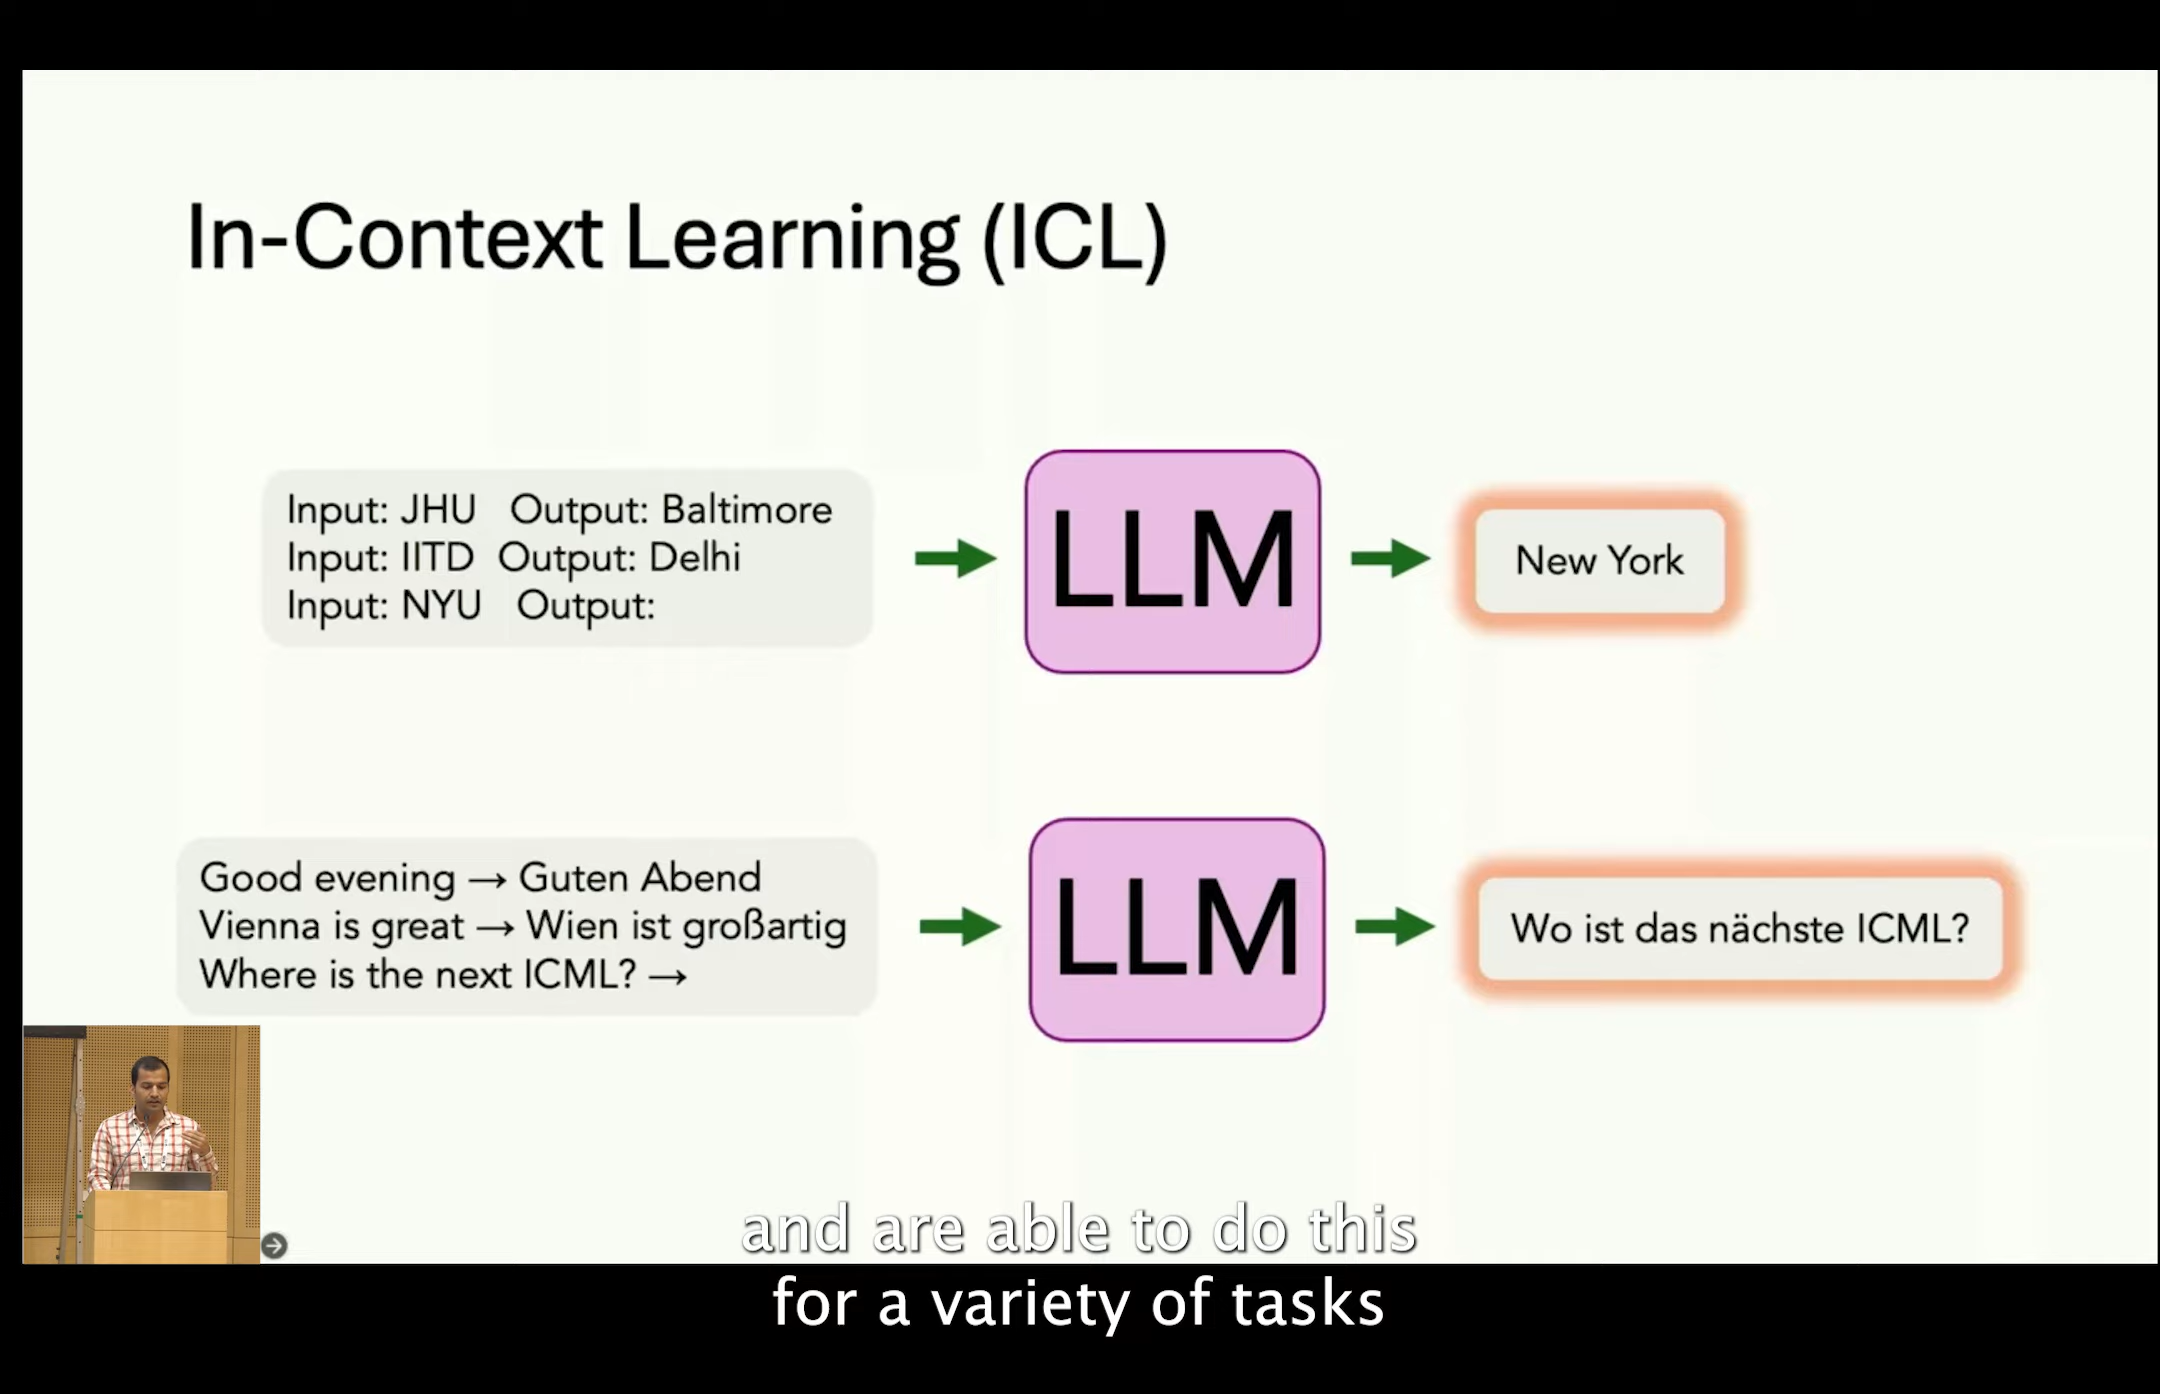 In-Context Learning (ICL)
Input: JHU Output: Baltimore
Input: IITD Output: Delhi
Input: NYU Output:
LLM
New York
Good evening → Guten Abend
Vienna is great → Wien ist großartig
Where is the next ICML? →
LLM
Wo ist das nächste ICML?
and are able to do this
for a variety of tasks